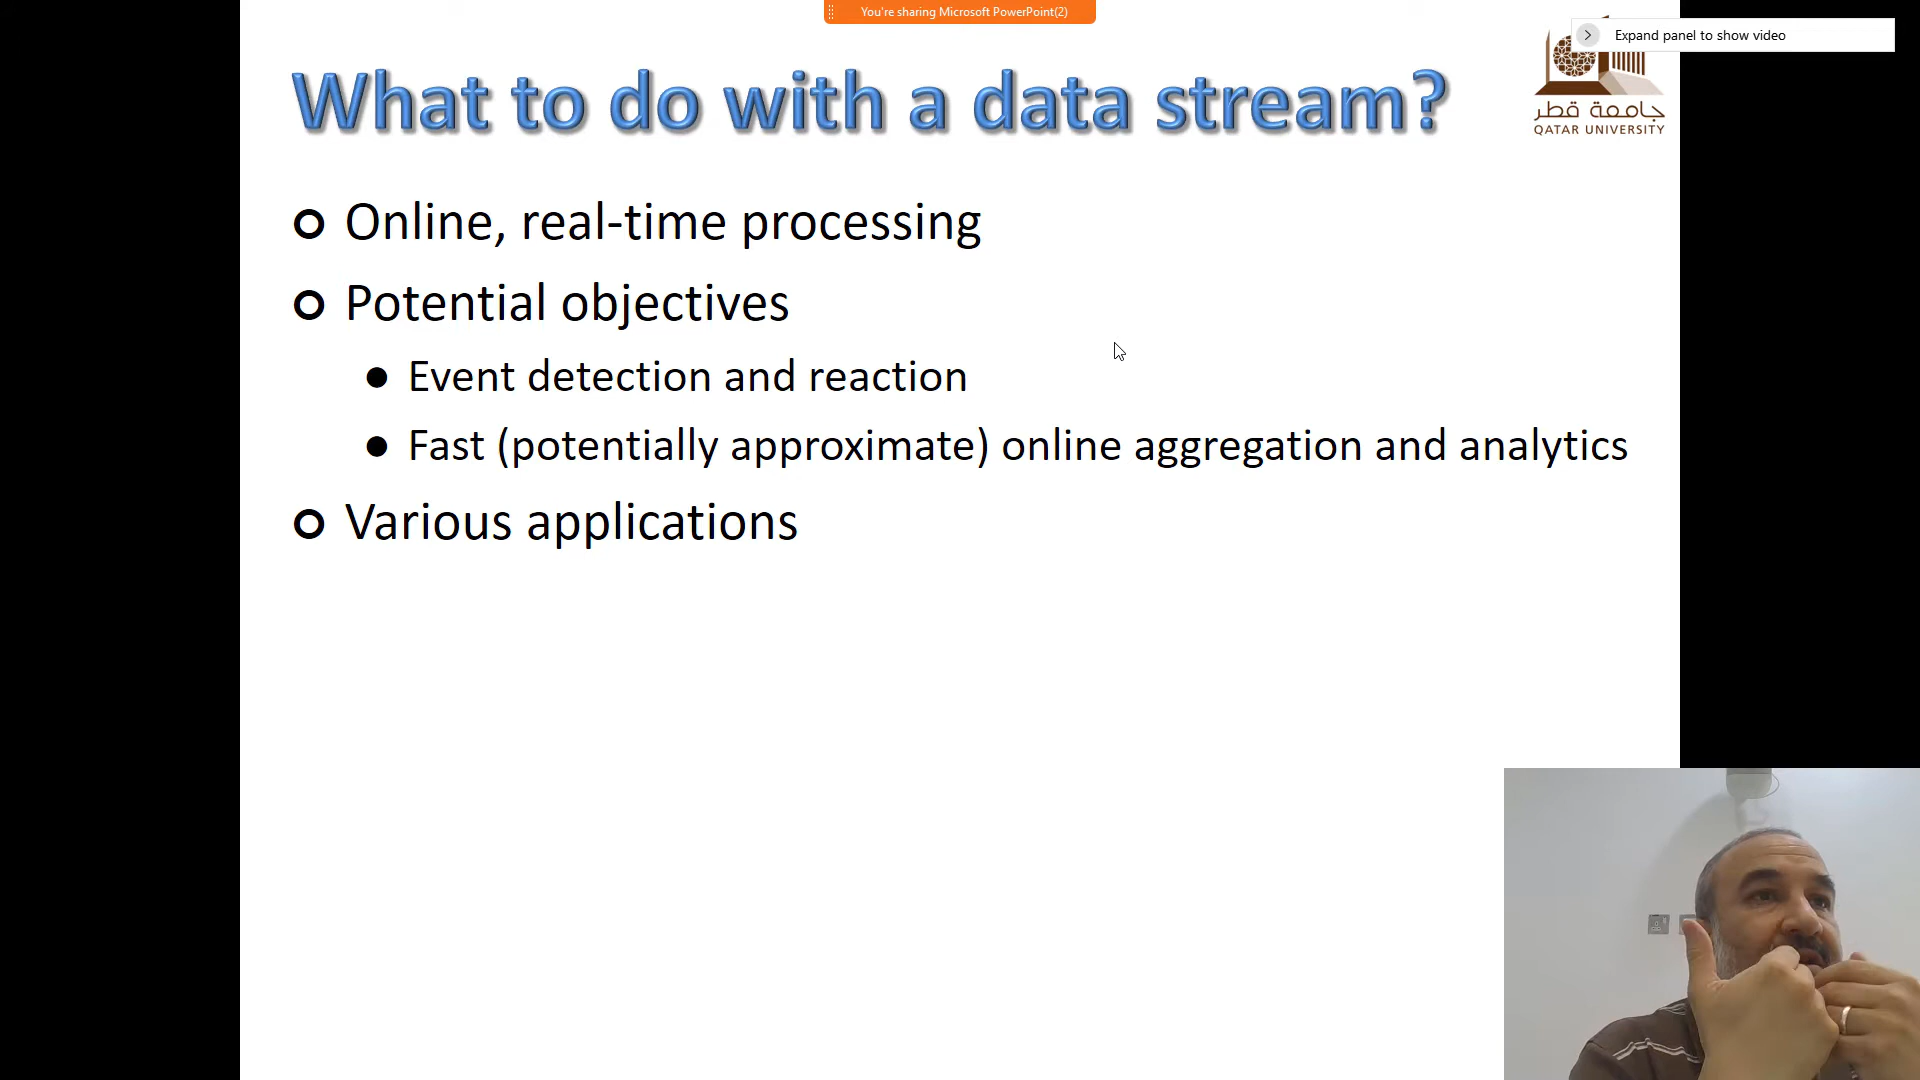 You're sharing Microsoft PowerPoint(2)
Expand panel to show video
What to do with a data stream?
جامعة قطر
QATAR UNIVERSITY
Online, real-time processing
Potential objectives
Event detection and reaction
Fast (potentially approximate) online aggregation and analytics
Various applications